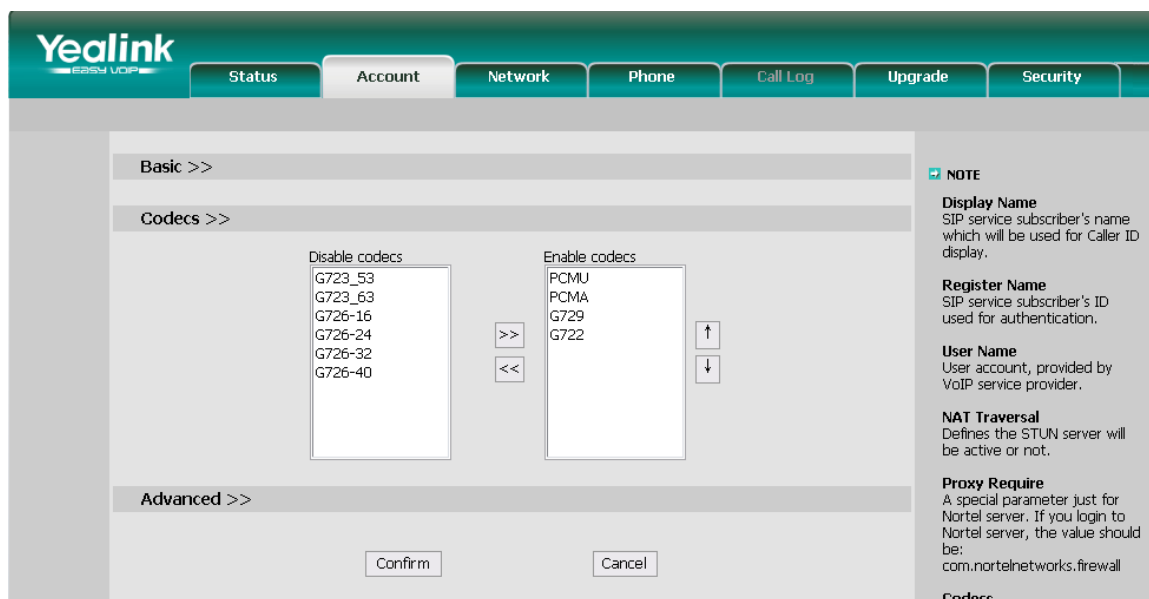 Yealink
EASY VOIP
Status
Account
Network
Phone
Call Log
Upgrade
Security
Basic >>
Codecs >>
Disable codecs
G723_53
G723_63
G726-16
G726-24
G726-32
G726-40
>>
<<
Enable codecs
PCMU
PCMA
G729
G722
↑
↓
Advanced >>
Confirm
Cancel
NOTE
Display Name
SIP service subscriber's name
which will be used for Caller ID
display.
Register Name
SIP service subscriber's ID
used for authentication.
User Name
User account, provided by
VoIP service provider.
NAT Traversal
Defines the STUN server will
be active or not.
Proxy Require
A special parameter just for
Nortel server. If you login to
Nortel server, the value should
be:
com.nortelnetworks.firewall
Codecs